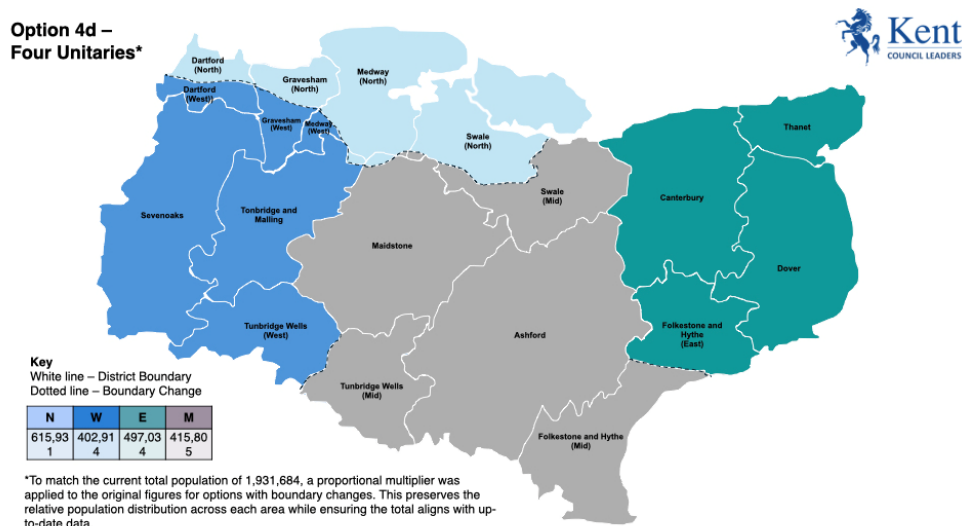 Option 4d –
Four Unitaries*
Kent
COUNCIL LEADERS
Dartford
(North)
Medway
(North)
Gravesham
(North)
Dartford
(West))
Gravesham
(West)
Medway
(West)
Thanet
Swale
(North)
Swale
(Mid)
Canterbury
Sevenoaks
Tonbridge and
Malling
Maidstone
Dover
Tunbridge Wells
(West)
Ashford
Folkestone and
Hythe
(East)
Key
White line – District Boundary
Dotted line – Boundary Change
Tunbridge Wells
(Mid)
N W E M
615,93 402,91 497,03 415,80
1 4 4 5
Folkestone and Hythe
(Mid)
*To match the current total population of 1,931,684, a proportional multiplier was
applied to the original figures for options with boundary changes. This preserves the
relative population distribution across each area while ensuring the total aligns with up-
to-date data